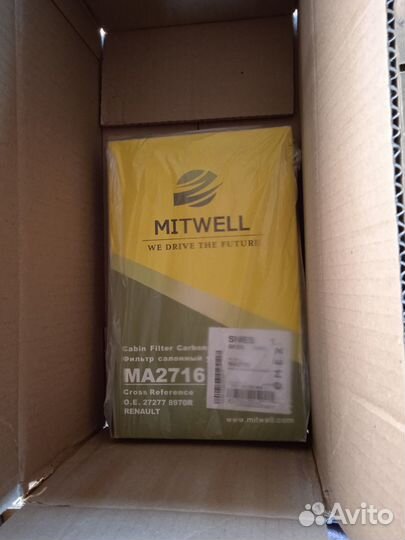 MITWELL
WE DRIVE THE FUTURE
Cabin Filter Carbon
Фильтр салонный
MA2716
Cross Reference
O.E. 27277 8970R
RENAULT
www.mitwell.com
Avito